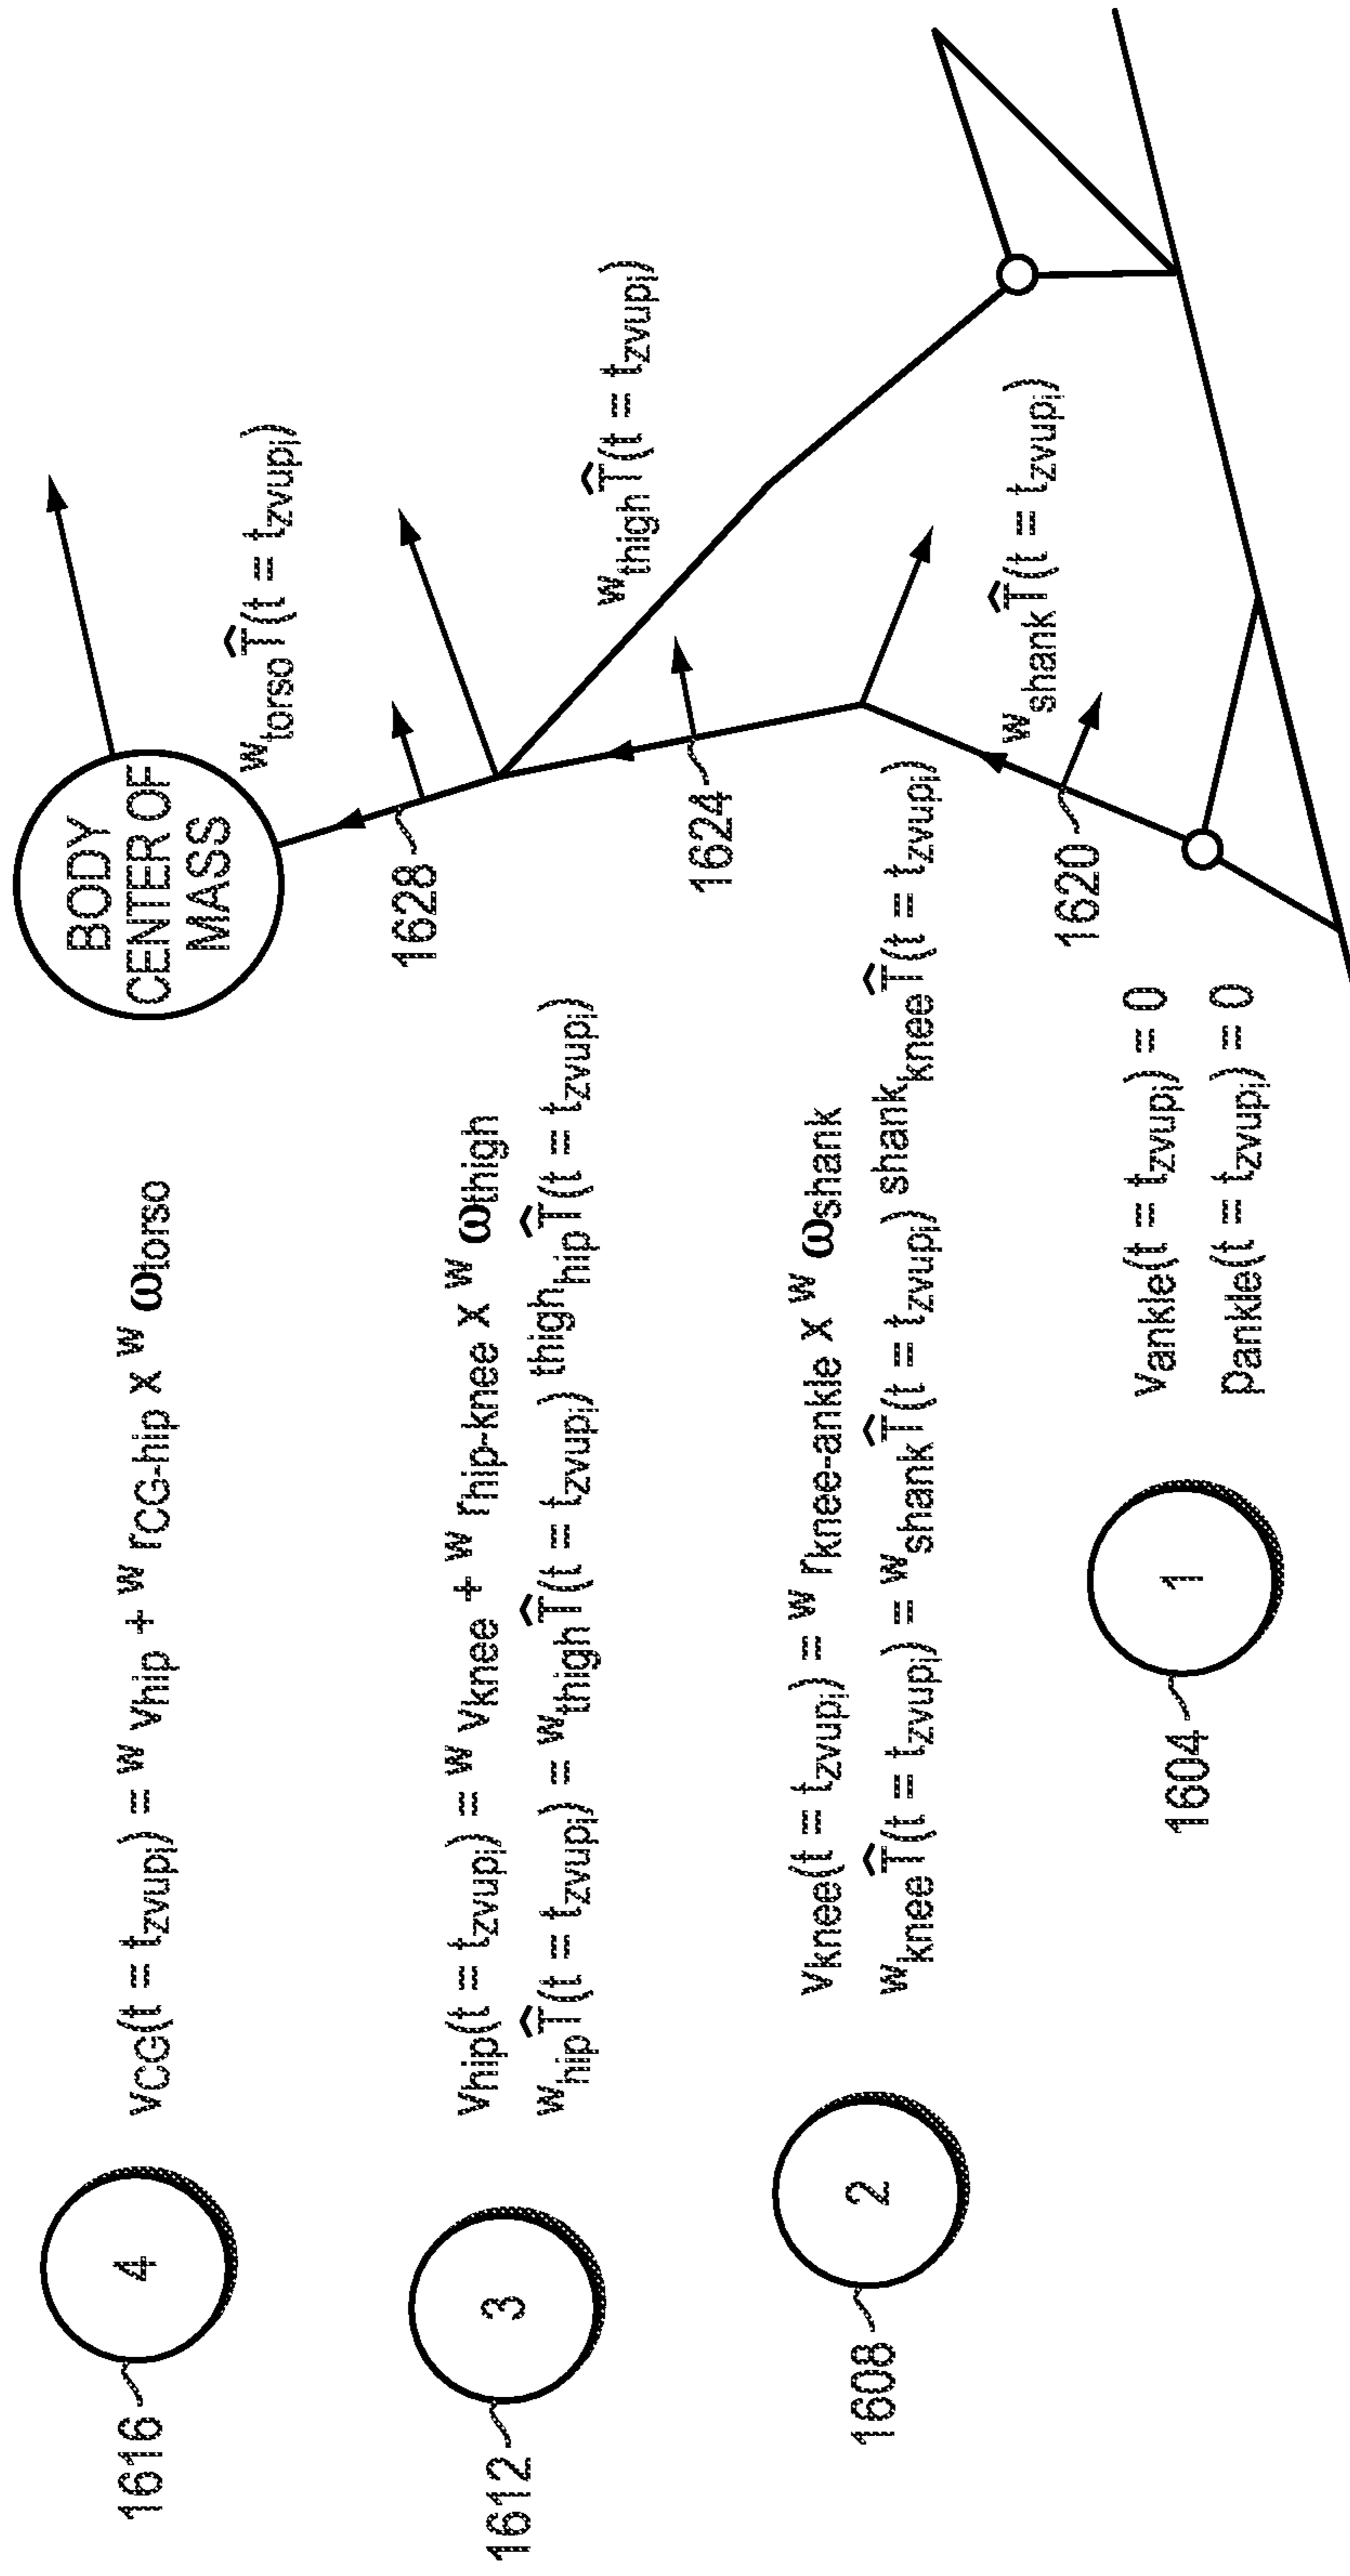 1616
4
vCG(t = tzvupi) = W vhip + W rCG-hip x W ωtorso
BODY
CENTER OF
MASS
W torso T̂(t = tzvupi)
1628
1612
3
vhip(t = tzvupi) = W vknee + W rhip-knee x W ωthigh
W hip T̂(t = tzvupi) = W thigh T̂(t = tzvupi) thigh hip T̂(t = tzvupi)
W thigh T̂(t = tzvupi)
1624
1608
2
vknee(t = tzvupi) = W rknee-ankle x W ωshank
W knee T̂(t = tzvupi) = W shank T̂(t = tzvupi) shank knee T̂(t = tzvupi)
W shank T̂(t = tzvupi)
1620
1604
1
vankle(t = tzvupi) = 0
pankle(t = tzvupi) = 0